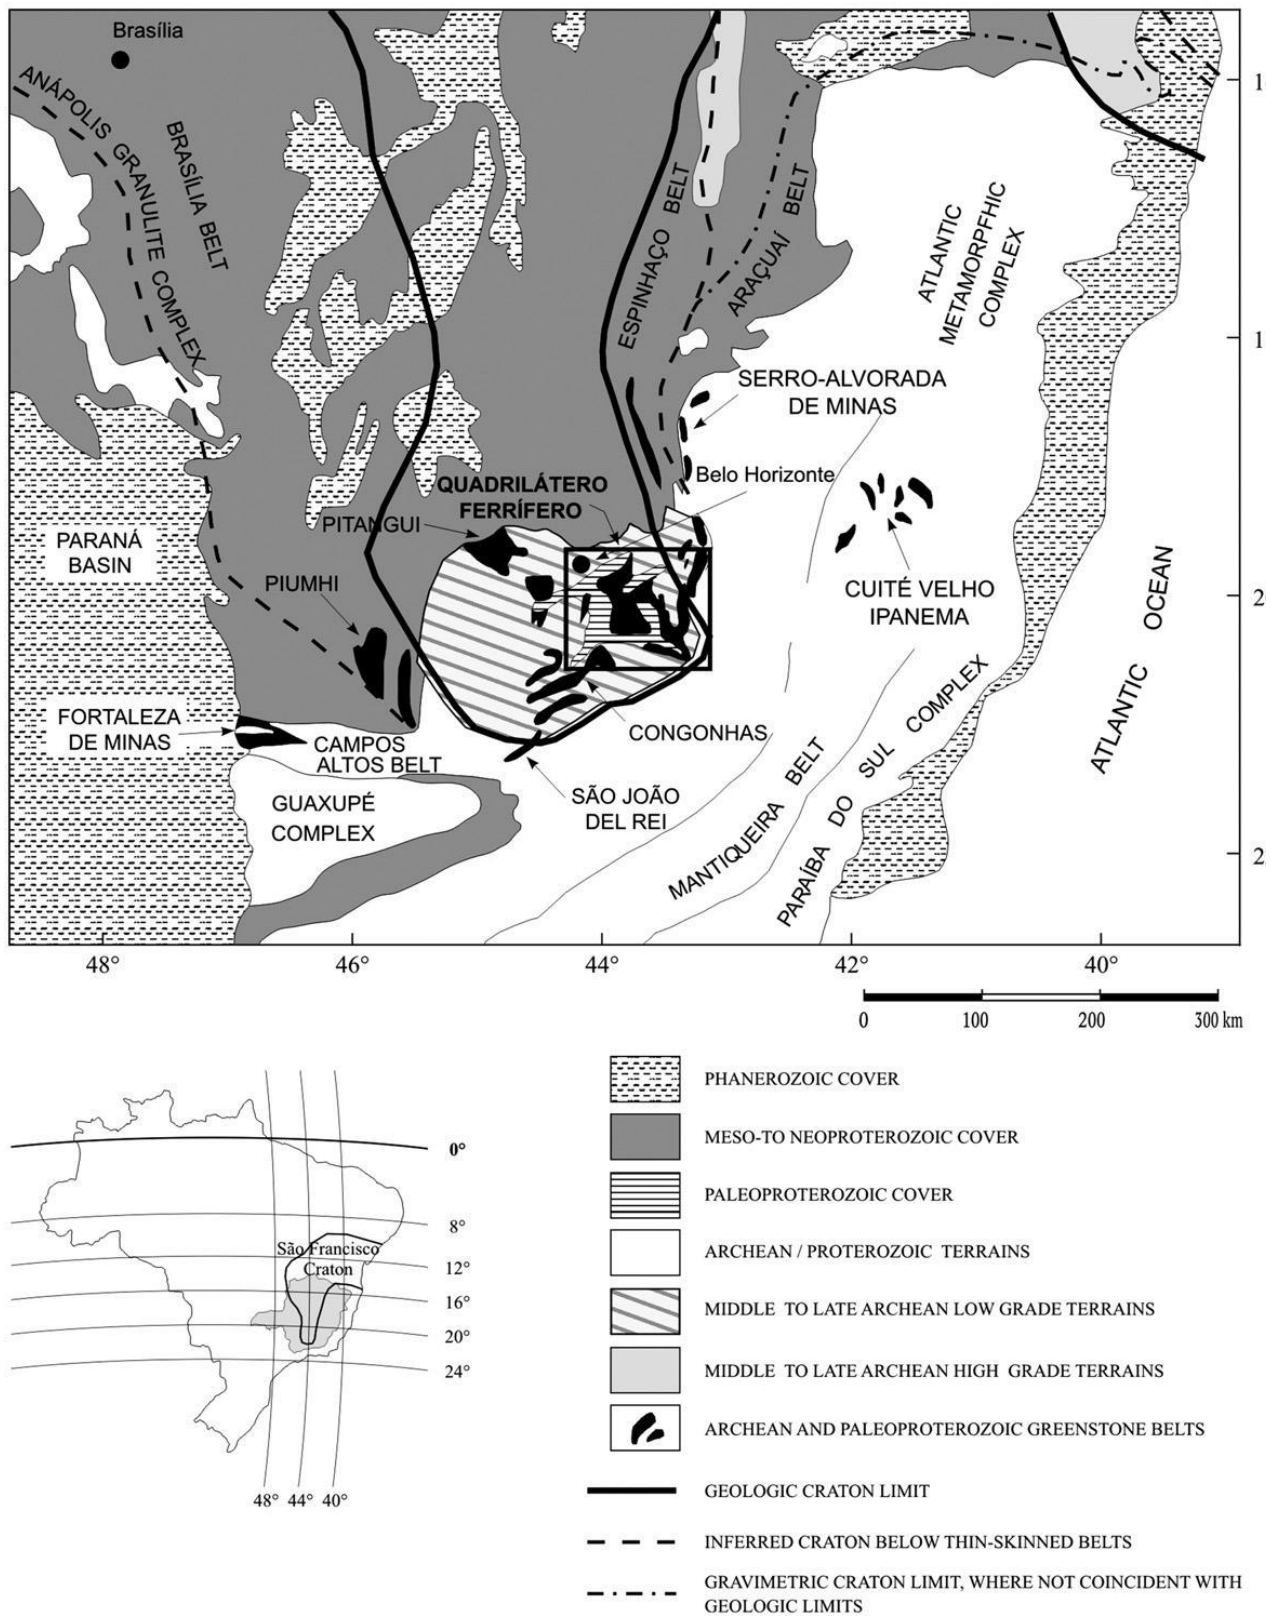 Brasília
ANÁPOLIS GRANULITE COMPLEX
BRASÍLIA BELT
ESPINHAÇO BELT
ARAÇUAÍ BELT
ATLANTIC
METAMORPFHIC
COMPLEX
SERRO-ALVORADA
DE MINAS
Belo Horizonte
QUADRILÁTERO
FERRÍFERO
PITANGUI
PARANÁ
BASIN
PIUMHI
CUITÉ VELHO
IPANEMA
ATLANTIC OCEAN
FORTALEZA
DE MINAS
CAMPOS
ALTOS BELT
CONGONHAS
GUAXUPÉ
COMPLEX
SÃO JOÃO
DEL REI
MANTIQUEIRA BELT
PARAÍBA DO SUL COMPLEX
1
1
2
2
48° 46° 44° 42° 40°
0 100 200 300 km
PHANEROZOIC COVER
MESO-TO NEOPROTEROZOIC COVER
PALEOPROTEROZOIC COVER
ARCHEAN / PROTEROZOIC TERRAINS
MIDDLE TO LATE ARCHEAN LOW GRADE TERRAINS
MIDDLE TO LATE ARCHEAN HIGH GRADE TERRAINS
ARCHEAN AND PALEOPROTEROZOIC GREENSTONE BELTS
GEOLOGIC CRATON LIMIT
INFERRED CRATON BELOW THIN-SKINNED BELTS
GRAVIMETRIC CRATON LIMIT, WHERE NOT COINCIDENT WITH
GEOLOGIC LIMITS
0°
8°
São Francisco
Craton
12°
16°
20°
24°
48° 44° 40°